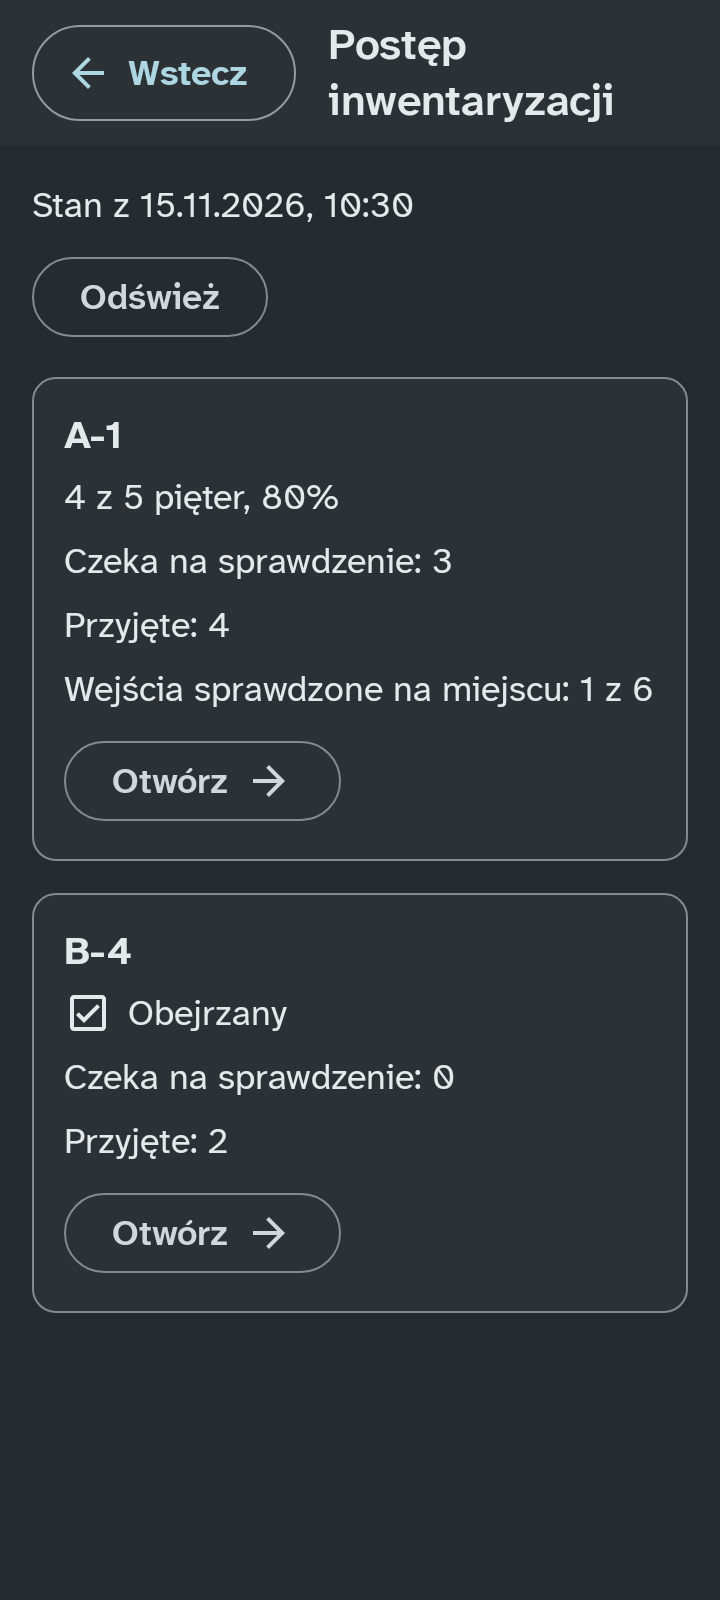 Wstecz
Postęp
inwentaryzacji
Stan z 15.11.2026, 10:30
Odśwież
A-1
4 z 5 pięter, 80%
Czeka na sprawdzenie: 3
Przyjęte: 4
Wejścia sprawdzone na miejscu: 1 z 6
Otwórz
B-4
Obejrzany
Czeka na sprawdzenie: 0
Przyjęte: 2
Otwórz